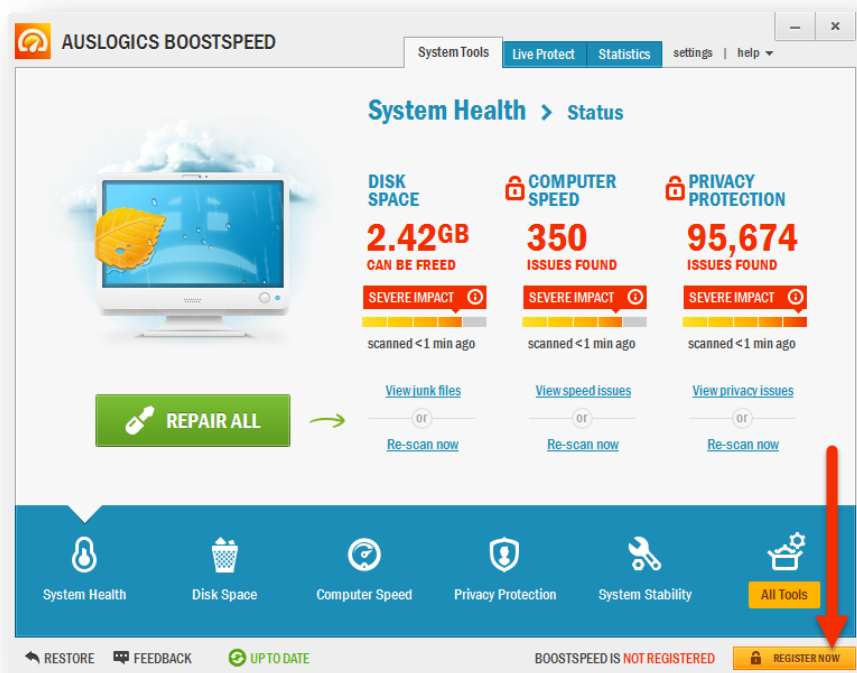 AUSLOGICS BOOSTSPEED
System Tools
Live Protect
Statistics
settings | help
System Health > Status
DISK
SPACE
2.42GB
CAN BE FREED
SEVERE IMPACT
scanned <1 min ago
View junk files
or
Re-scan now
COMPUTER
SPEED
350
ISSUES FOUND
SEVERE IMPACT
scanned <1 min ago
View speed issues
or
Re-scan now
PRIVACY
PROTECTION
95,674
ISSUES FOUND
SEVERE IMPACT
scanned <1 min ago
View privacy issues
or
Re-scan now
REPAIR ALL
System Health
Disk Space
Computer Speed
Privacy Protection
System Stability
All Tools
RESTORE
FEEDBACK
UP TO DATE
BOOSTSPEED IS NOT REGISTERED
REGISTER NOW